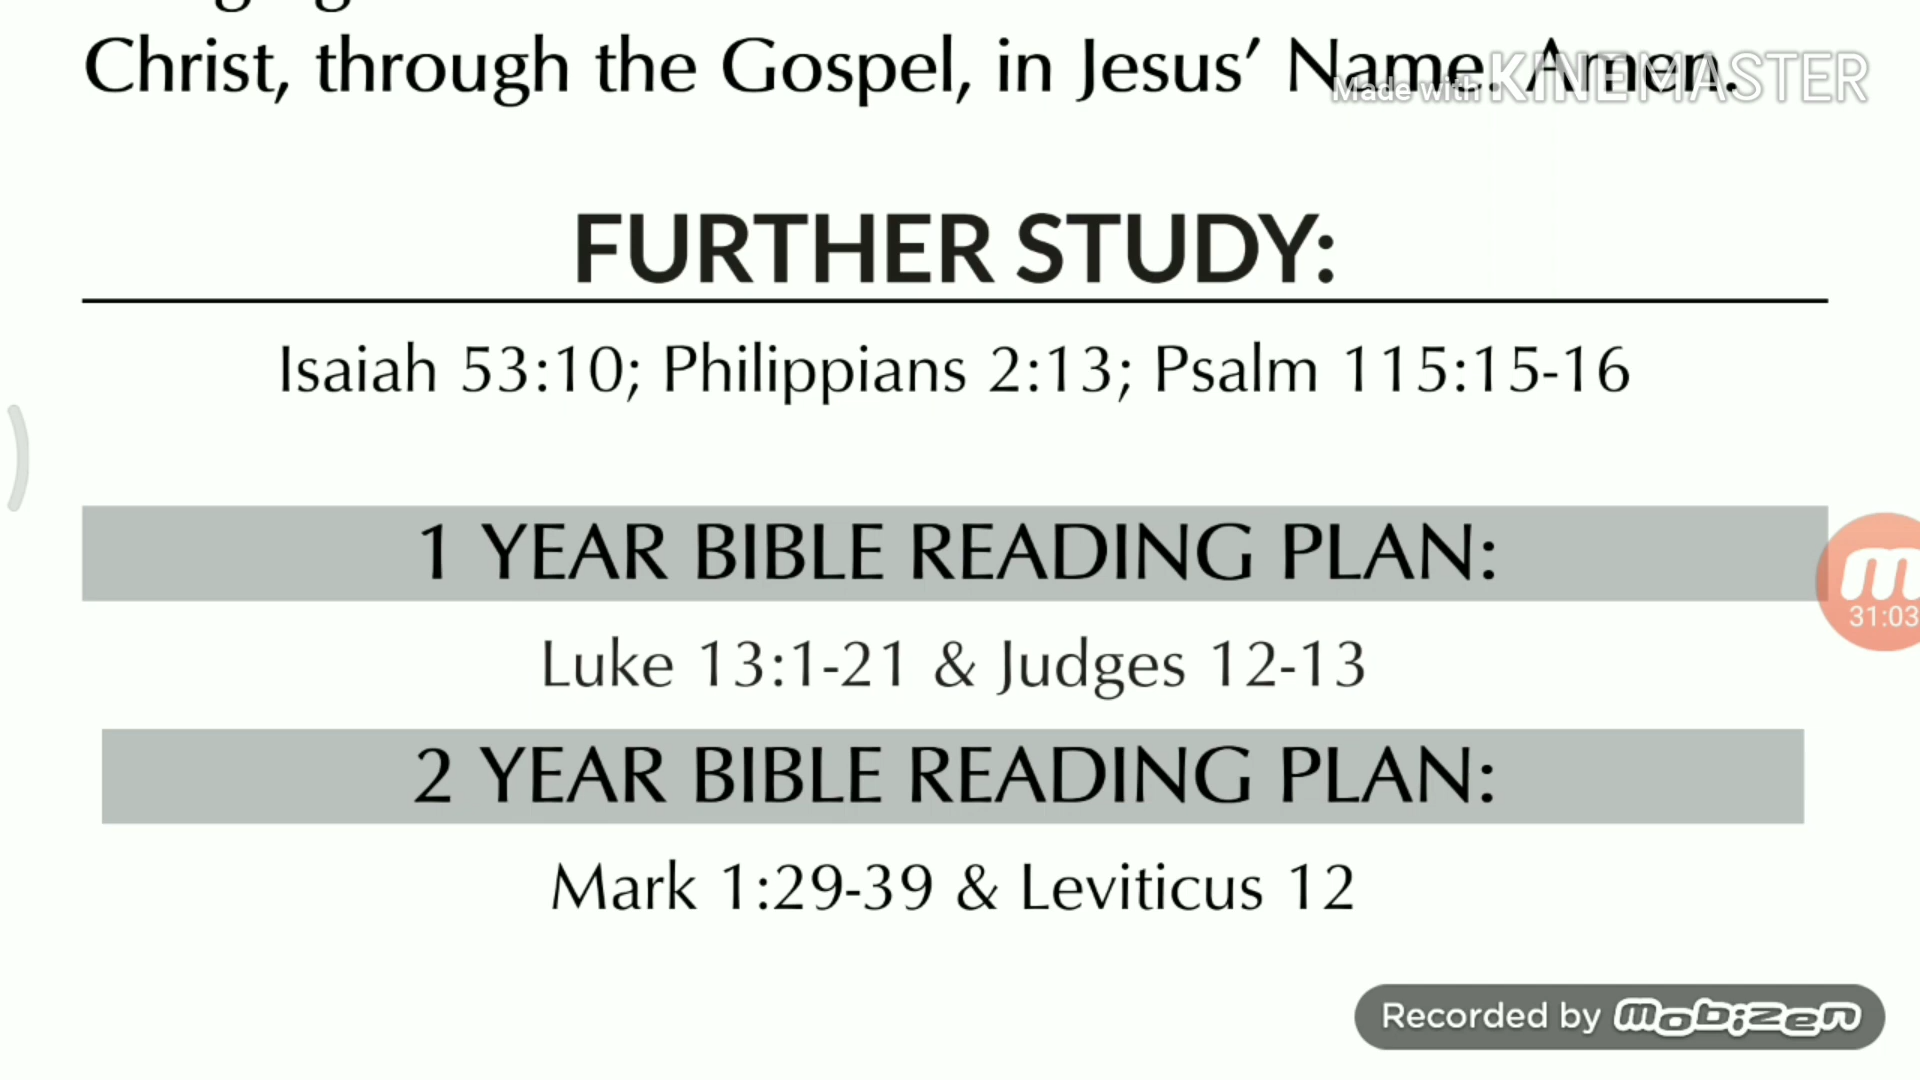 Christ, through the Gospel, in Jesus’ Name. Amen.
Made with KINEMASTER
FURTHER STUDY:
Isaiah 53:10; Philippians 2:13; Psalm 115:15-16
1 YEAR BIBLE READING PLAN:
Luke 13:1-21 & Judges 12-13
31:03
2 YEAR BIBLE READING PLAN:
Mark 1:29-39 & Leviticus 12
Recorded by mobizen